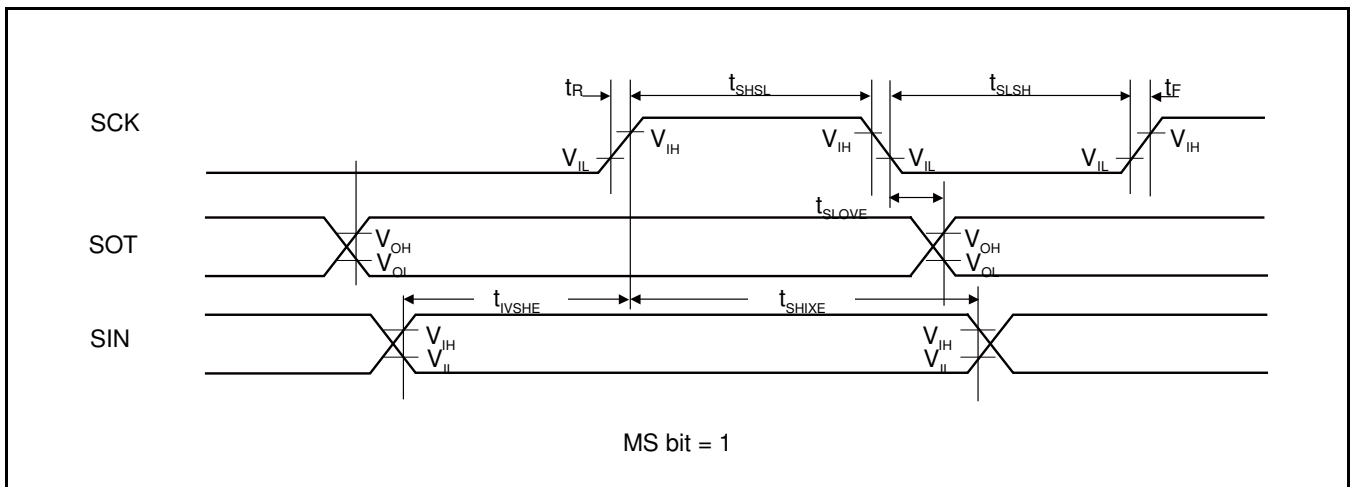 tR tSHSL tSLSH tF
SCK VIH VIH VIH
VIL VIL VIL
tSLOVE
SOT VOH VOH
VOL VOL
tIVSHE tSHIXE
SIN VIH VIH
VIL VIL
MS bit = 1